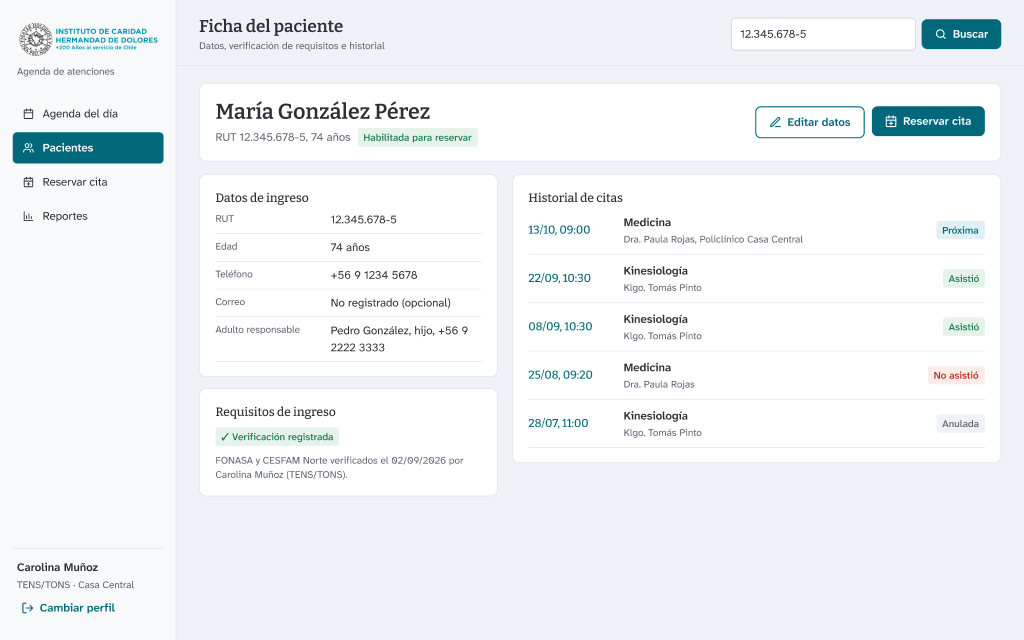 INSTITUTO DE CARIDAD
HERMANDAD DE DOLORES
+200 Años al servicio de Chile
Agenda de atenciones
Agenda del día
Pacientes
Reservar cita
Reportes
Carolina Muñoz
TENS/TONS · Casa Central
Cambiar perfil
Ficha del paciente
Datos, verificación de requisitos e historial
12.345.678-5
Buscar
María González Pérez
RUT 12.345.678-5, 74 años
Habilitada para reservar
Editar datos
Reservar cita
Datos de ingreso
RUT 12.345.678-5
Edad 74 años
Teléfono +56 9 1234 5678
Correo No registrado (opcional)
Adulto responsable Pedro González, hijo, +56 9
2222 3333
Requisitos de ingreso
✓ Verificación registrada
FONASA y CESFAM Norte verificados el 02/09/2026 por
Carolina Muñoz (TENS/TONS).
Historial de citas
13/10, 09:00 Medicina Próxima
Dra. Paula Rojas, Policlínico Casa Central
22/09, 10:30 Kinesiología Asistió
Klgo. Tomás Pinto
08/09, 10:30 Kinesiología Asistió
Klgo. Tomás Pinto
25/08, 09:20 Medicina No asistió
Dra. Paula Rojas
28/07, 11:00 Kinesiología Anulada
Klgo. Tomás Pinto